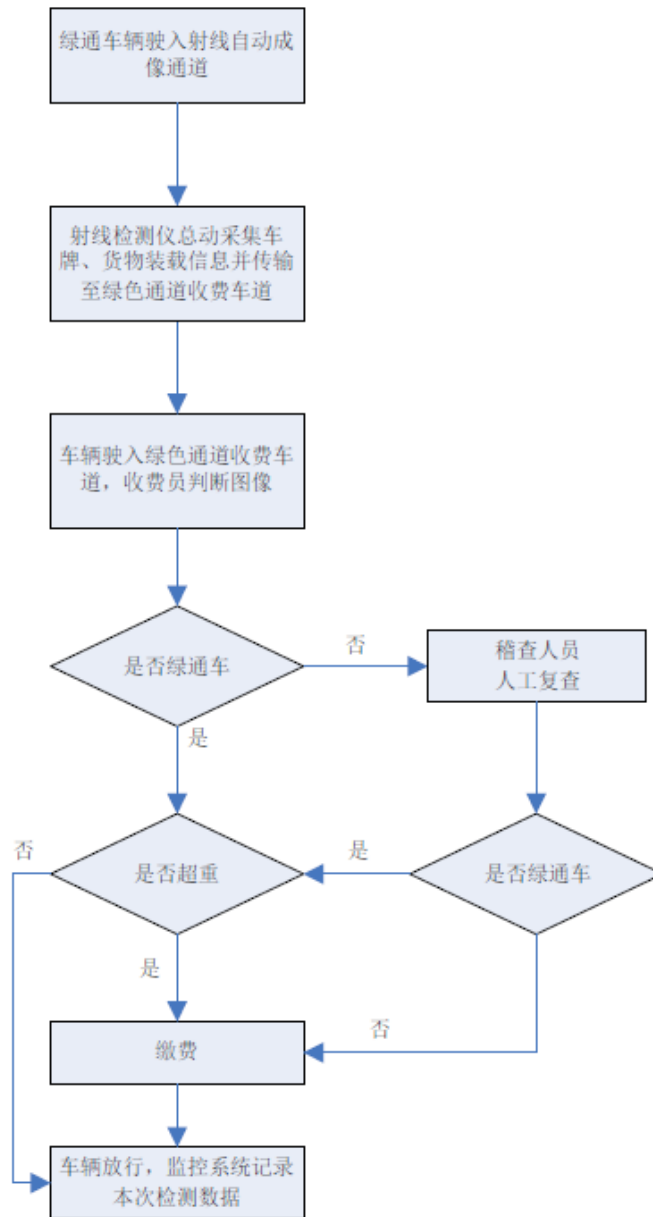 绿通车辆驶入射线自动成
像通道
射线检测仪总动采集车
牌、货物装载信息并传输
至绿色通道收费车道
车辆驶入绿色通道收费车
道，收费员判断图像
是否绿通车
否
稽查人员
人工复查
是
否
是否超重
是
是否绿通车
是
否
缴费
车辆放行，监控系统记录
本次检测数据